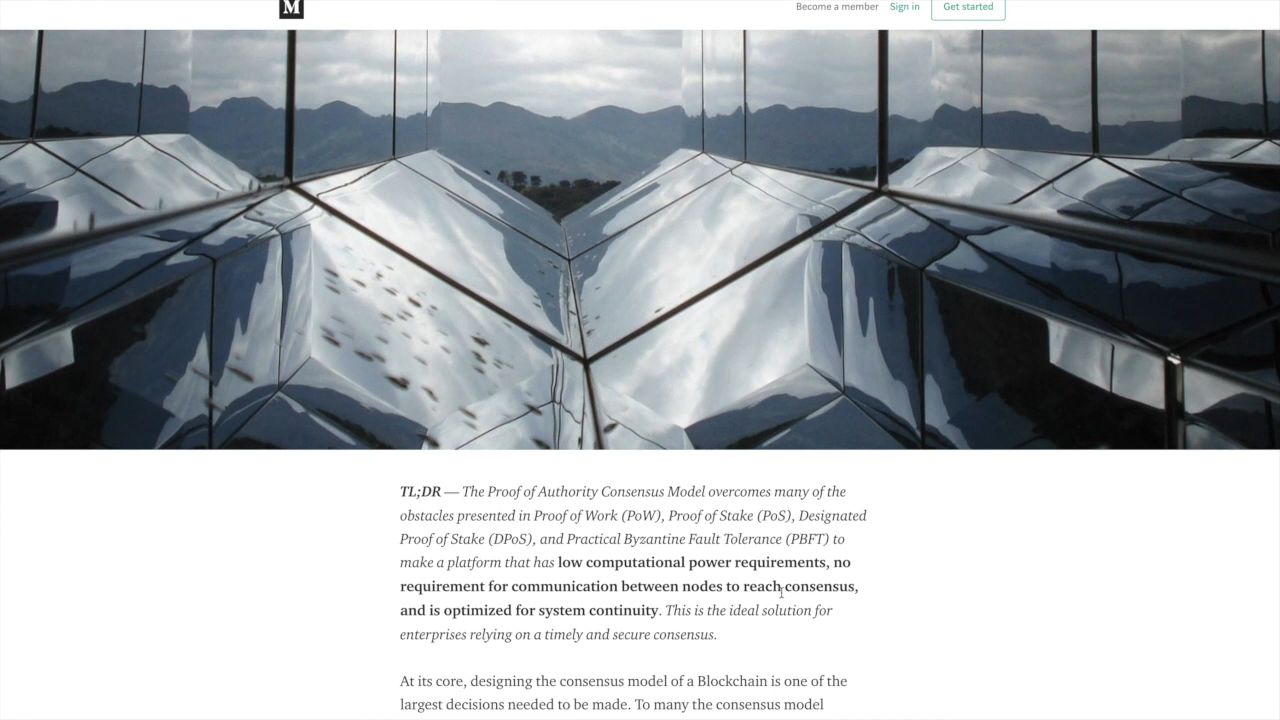 M
Become a member Sign in Get started
TL;DR — The Proof of Authority Consensus Model overcomes many of the
obstacles presented in Proof of Work (PoW), Proof of Stake (PoS), Designated
Proof of Stake (DPoS), and Practical Byzantine Fault Tolerance (PBFT) to
make a platform that has low computational power requirements, no
requirement for communication between nodes to reach consensus,
and is optimized for system continuity. This is the ideal solution for
enterprises relying on a timely and secure consensus.
At its core, designing the consensus model of a Blockchain is one of the
largest decisions needed to be made. To many the consensus model